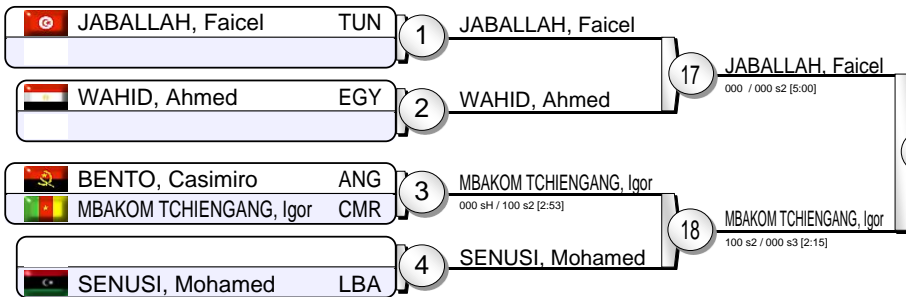 JABALLAH, Faicel TUN
1
JABALLAH, Faicel
WAHID, Ahmed EGY
2
WAHID, Ahmed
17
JABALLAH, Faicel
000 / 000 s2 [5:00]
BENTO, Casimiro ANG
MBAKOM TCHIENGANG, Igor CMR
3
MBAKOM TCHIENGANG, Igor
000 sH / 100 s2 [2:53]
SENUSI, Mohamed LBA
4
SENUSI, Mohamed
18
MBAKOM TCHIENGANG, Igor
100 s2 / 000 s3 [2:15]